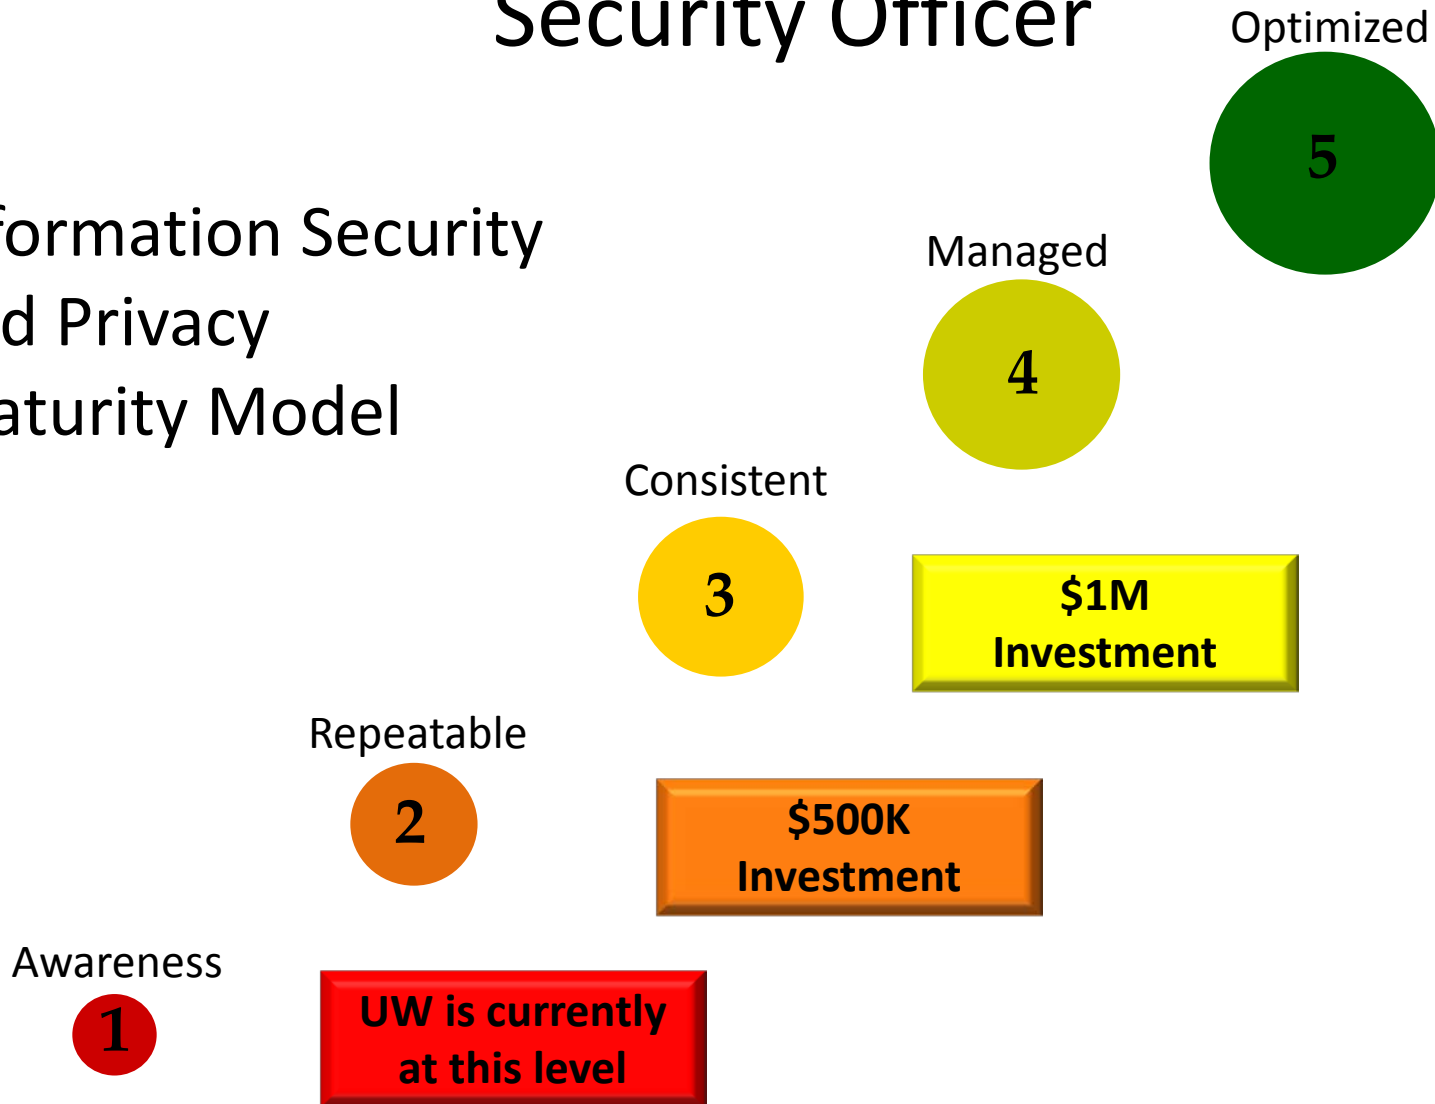 Security Officer
Optimized
5
formation Security
d Privacy
aturity Model
Managed
4
Consistent
3
$1M
Investment
Repeatable
2
$500K
Investment
Awareness
1
UW is currently
at this level